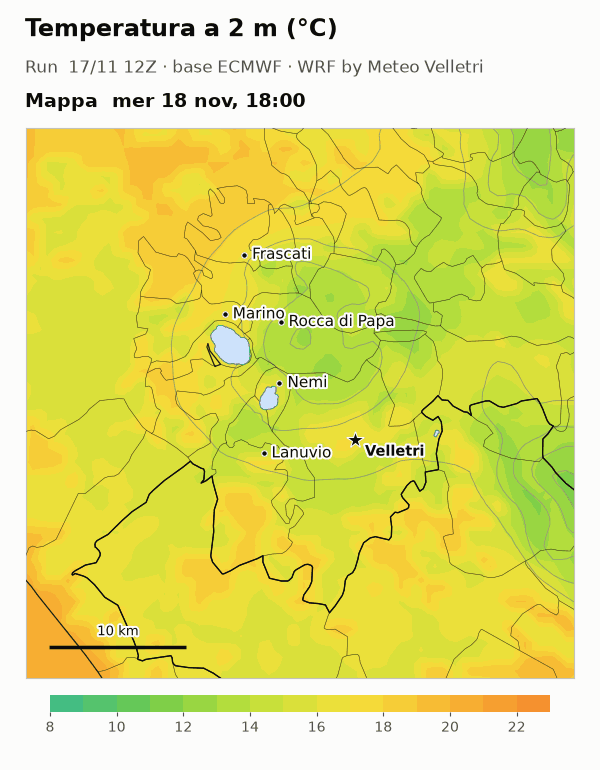 Temperatura a 2 m (°C)
Run  17/11 12Z · base ECMWF · WRF by Meteo Velletri
Mappa  mer 18 nov, 18:00
Frascati
Marino
Rocca di Papa
Nemi
Velletri
Lanuvio
10 km
8 10 12 14 16 18 20 22